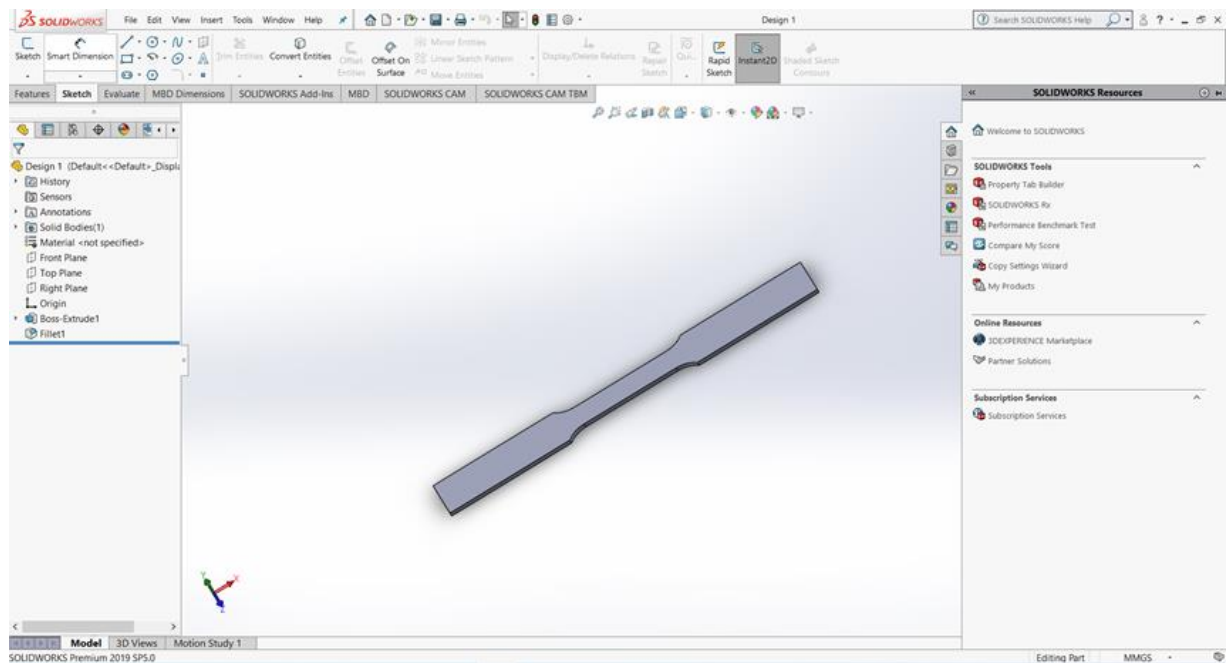 SOLIDWORKS File Edit View Insert Tools Window Help Design 1 Search SOLIDWORKS Help
Sketch Smart Dimension Trim Entities Convert Entities Offset Entities Offset On Surface Mirror Entities Linear Sketch Pattern Move Entities Display/Delete Relations Repair Sketch Quic... Rapid Sketch Instant2D Shaded Sketch Contours
Features Sketch Evaluate MBD Dimensions SOLIDWORKS Add-Ins MBD SOLIDWORKS CAM SOLIDWORKS CAM TBM
SOLIDWORKS Resources
Design 1 (Default<<Default>_Displa
History
Sensors
Annotations
Solid Bodies(1)
Material <not specified>
Front Plane
Top Plane
Right Plane
Origin
Boss-Extrude1
Fillet1
Y
X
Z
Welcome to SOLIDWORKS
SOLIDWORKS Tools
Property Tab Builder
SOLIDWORKS Rx
Performance Benchmark Test
Compare My Score
Copy Settings Wizard
My Products
Online Resources
3DEXPERIENCE Marketplace
Partner Solutions
Subscription Services
Subscription Services
Model 3D Views Motion Study 1
SOLIDWORKS Premium 2019 SP5.0 Editing Part MMGS